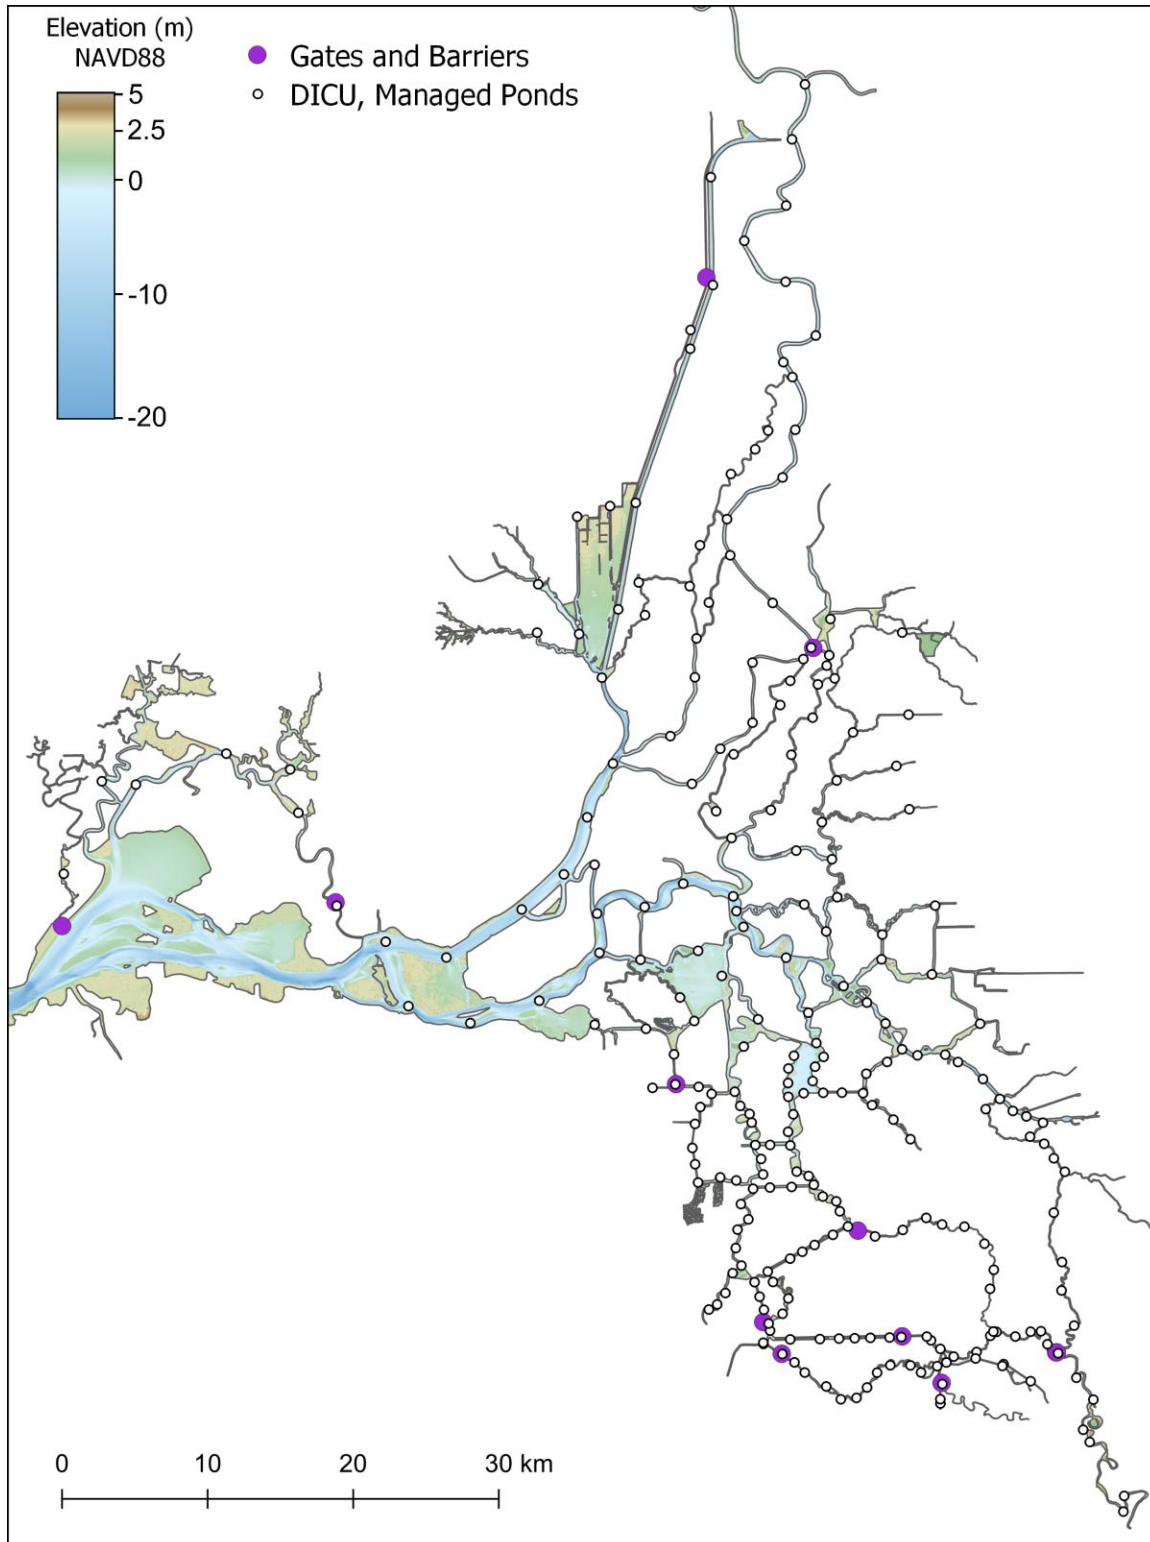 Elevation (m)
NAVD88
5
2.5
0
-10
-20
Gates and Barriers
DICU, Managed Ponds
0 10 20 30 km